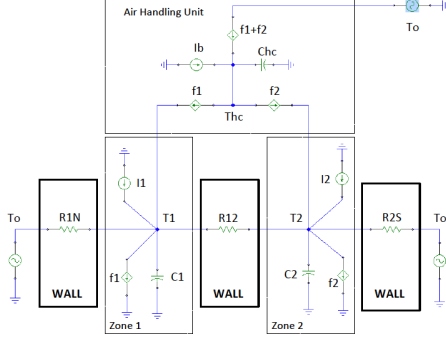 Air Handling Unit
To
f1+f2
Ib
Chc
f1
f2
Thc
I1
I2
To
R1N
T1
R12
T2
R2S
To
f1
C1
C2
f2
WALL
WALL
WALL
Zone 1
Zone 2